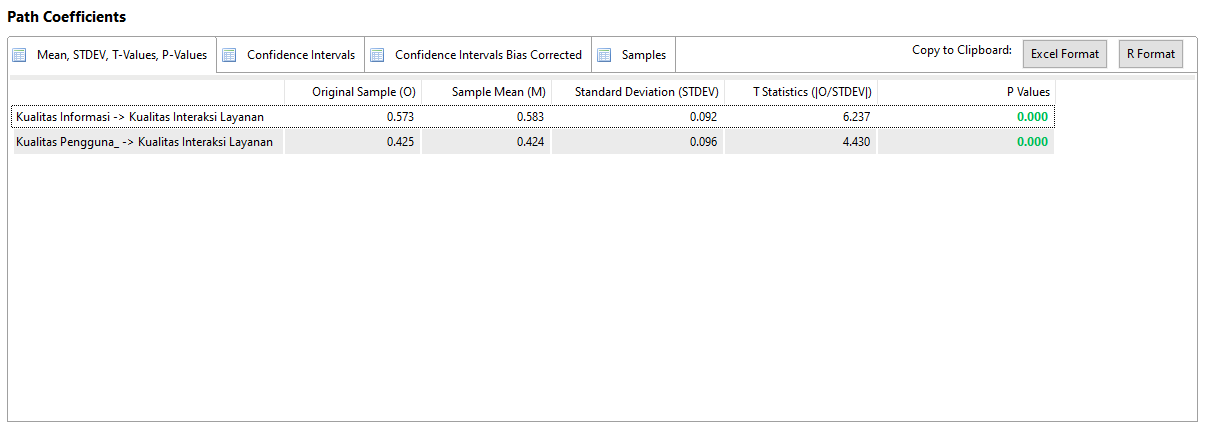 Path Coefficients
Mean, STDEV, T-Values, P-Values Confidence Intervals Confidence Intervals Bias Corrected Samples Copy to Clipboard: Excel Format R Format
Original Sample (O) Sample Mean (M) Standard Deviation (STDEV) T Statistics (|O/STDEV|) P Values
Kualitas Informasi -> Kualitas Interaksi Layanan 0.573 0.583 0.092 6.237 0.000
Kualitas Pengguna_ -> Kualitas Interaksi Layanan 0.425 0.424 0.096 4.430 0.000